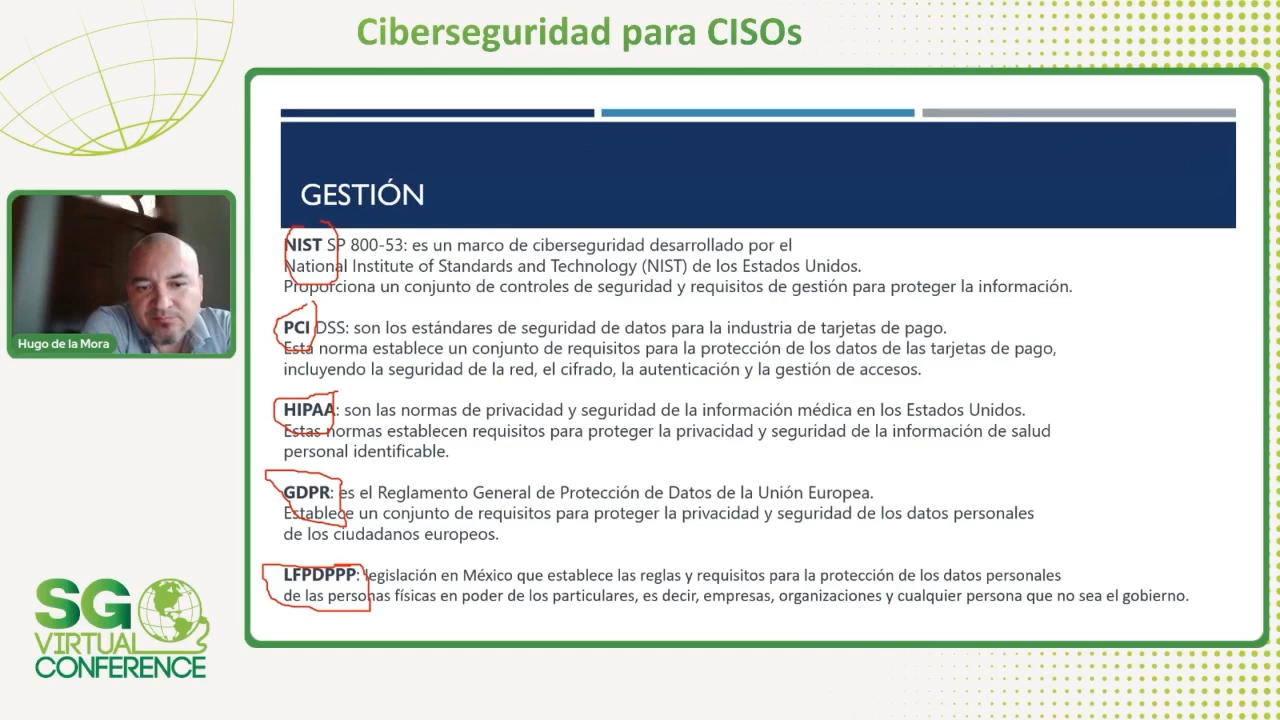 Ciberseguridad para CISOs
GESTIÓN
NIST SP 800-53: es un marco de ciberseguridad desarrollado por el
National Institute of Standards and Technology (NIST) de los Estados Unidos.
Proporciona un conjunto de controles de seguridad y requisitos de gestión para proteger la información.
PCI DSS: son los estándares de seguridad de datos para la industria de tarjetas de pago.
Esta norma establece un conjunto de requisitos para la protección de los datos de las tarjetas de pago,
incluyendo la seguridad de la red, el cifrado, la autenticación y la gestión de accesos.
HIPAA: son las normas de privacidad y seguridad de la información médica en los Estados Unidos.
Estas normas establecen requisitos para proteger la privacidad y seguridad de la información de salud
personal identificable.
GDPR: es el Reglamento General de Protección de Datos de la Unión Europea.
Establece un conjunto de requisitos para proteger la privacidad y seguridad de los datos personales
de los ciudadanos europeos.
LFPDPPP: legislación en México que establece las reglas y requisitos para la protección de los datos personales
de las personas físicas en poder de los particulares, es decir, empresas, organizaciones y cualquier persona que no sea el gobierno.
Hugo de la Mora
SG
VIRTUAL
CONFERENCE